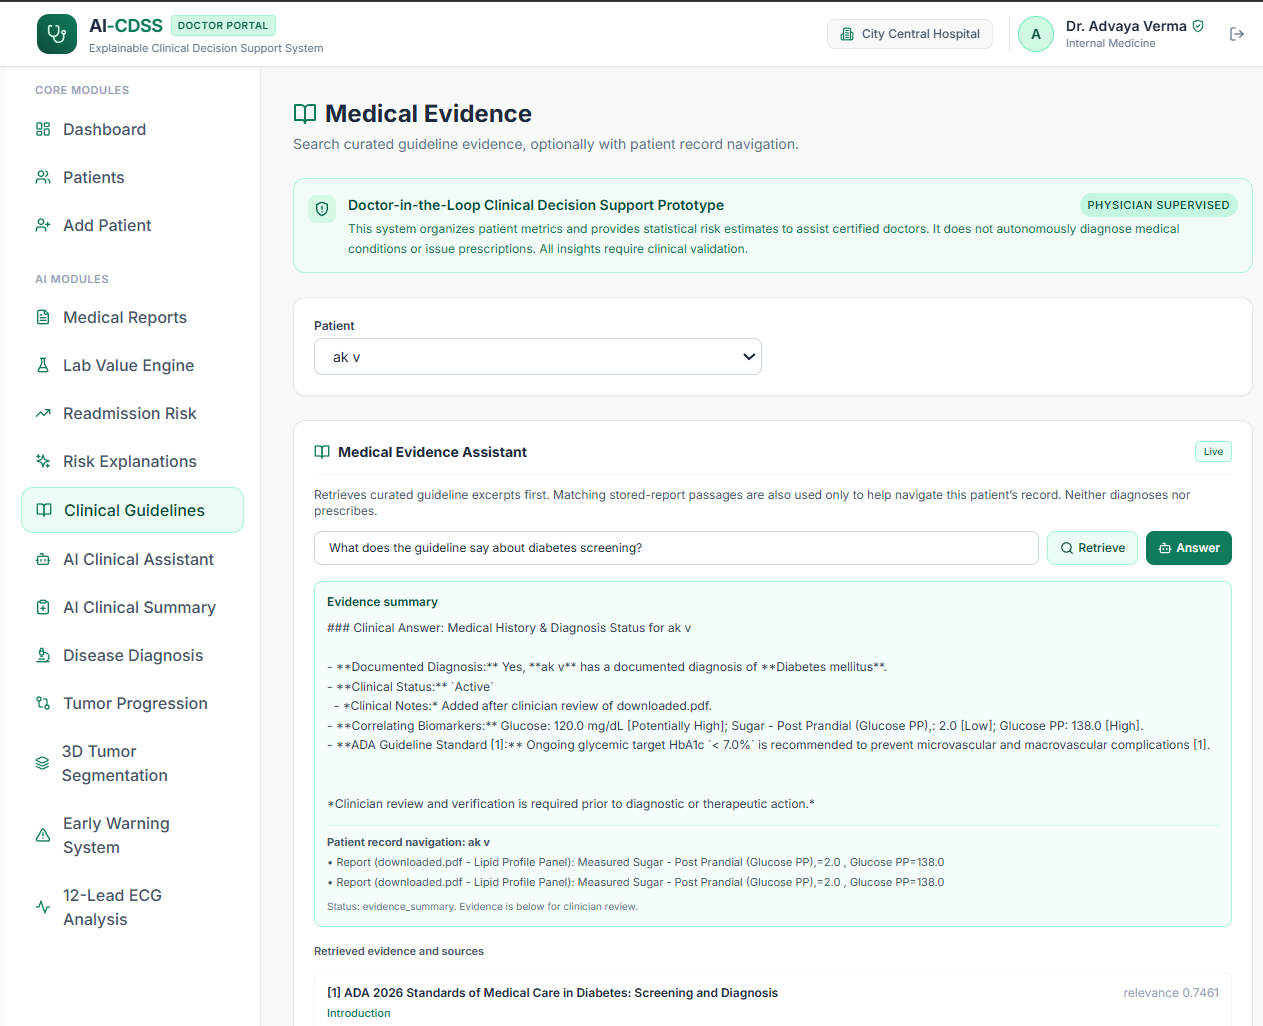 AI-CDSS DOCTOR PORTAL
Explainable Clinical Decision Support System
City Central Hospital
A
Dr. Advaya Verma
Internal Medicine
CORE MODULES
Dashboard
Patients
Add Patient
AI MODULES
Medical Reports
Lab Value Engine
Readmission Risk
Risk Explanations
Clinical Guidelines
AI Clinical Assistant
AI Clinical Summary
Disease Diagnosis
Tumor Progression
3D Tumor
Segmentation
Early Warning
System
12-Lead ECG
Analysis
Medical Evidence
Search curated guideline evidence, optionally with patient record navigation.
Doctor-in-the-Loop Clinical Decision Support Prototype
PHYSICIAN SUPERVISED
This system organizes patient metrics and provides statistical risk estimates to assist certified doctors. It does not autonomously diagnose medical
conditions or issue prescriptions. All insights require clinical validation.
Patient
ak v
Medical Evidence Assistant
Live
Retrieves curated guideline excerpts first. Matching stored-report passages are also used only to help navigate this patient's record. Neither diagnoses nor
prescribes.
What does the guideline say about diabetes screening?
Retrieve
Answer
Evidence summary
### Clinical Answer: Medical History & Diagnosis Status for ak v
- **Documented Diagnosis:** Yes, **ak v** has a documented diagnosis of **Diabetes mellitus**.
- **Clinical Status:** `Active`
- *Clinical Notes:* Added after clinician review of downloaded.pdf.
- **Correlating Biomarkers:** Glucose: 120.0 mg/dL [Potentially High]; Sugar - Post Prandial (Glucose PP),: 2.0 [Low]; Glucose PP: 138.0 [High].
- **ADA Guideline Standard [1]:** Ongoing glycemic target HbA1c `< 7.0%` is recommended to prevent microvascular and macrovascular complications [1].
*Clinician review and verification is required prior to diagnostic or therapeutic action.*
Patient record navigation: ak v
• Report (downloaded.pdf - Lipid Profile Panel): Measured Sugar - Post Prandial (Glucose PP),=2.0 , Glucose PP=138.0
• Report (downloaded.pdf - Lipid Profile Panel): Measured Sugar - Post Prandial (Glucose PP),=2.0 , Glucose PP=138.0
Status: evidence_summary. Evidence is below for clinician review.
Retrieved evidence and sources
[1] ADA 2026 Standards of Medical Care in Diabetes: Screening and Diagnosis
relevance 0.7461
Introduction